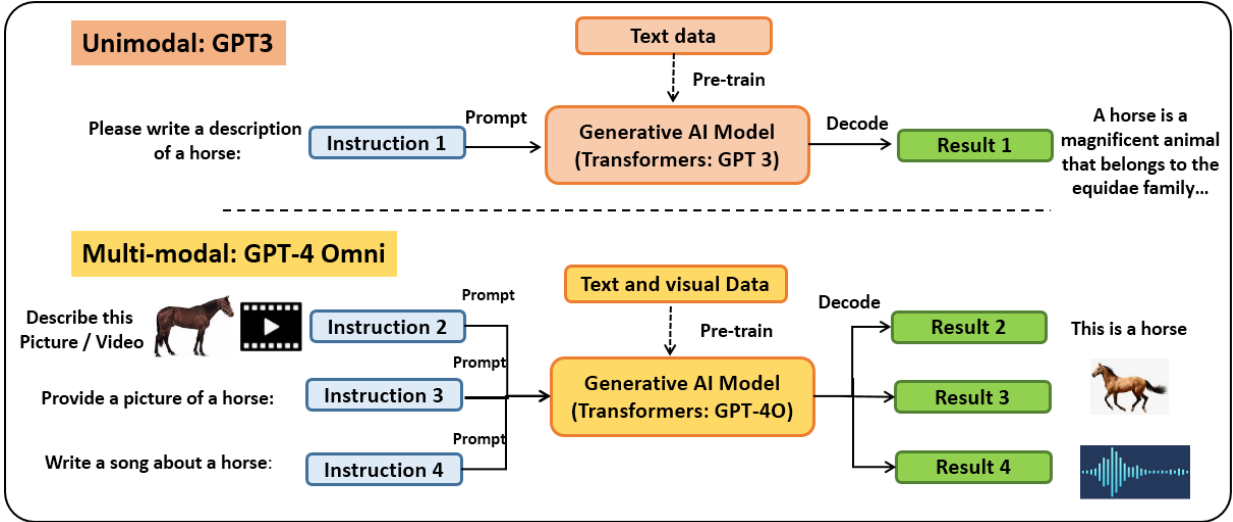 Unimodal: GPT3
Text data
Pre-train
Please write a description
of a horse:
Instruction 1
Prompt
Generative AI Model
(Transformers: GPT 3)
Decode
Result 1
A horse is a
magnificent animal
that belongs to the
equidae family...
Multi-modal: GPT-4 Omni
Text and visual Data
Pre-train
Describe this
Picture / Video
Instruction 2
Prompt
Provide a picture of a horse:
Instruction 3
Prompt
Write a song about a horse:
Instruction 4
Prompt
Generative AI Model
(Transformers: GPT-4O)
Decode
Result 2
This is a horse
Result 3
Result 4